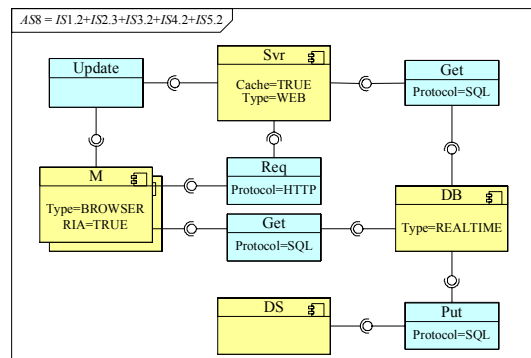 AS8 = IS1.2+IS2.3+IS3.2+IS4.2+IS5.2
Update
Svr
Cache=TRUE
Type=WEB
Get
Protocol=SQL
M
Type=BROWSER
RIA=TRUE
Req
Protocol=HTTP
Get
Protocol=SQL
DB
Type=REALTIME
DS
Put
Protocol=SQL